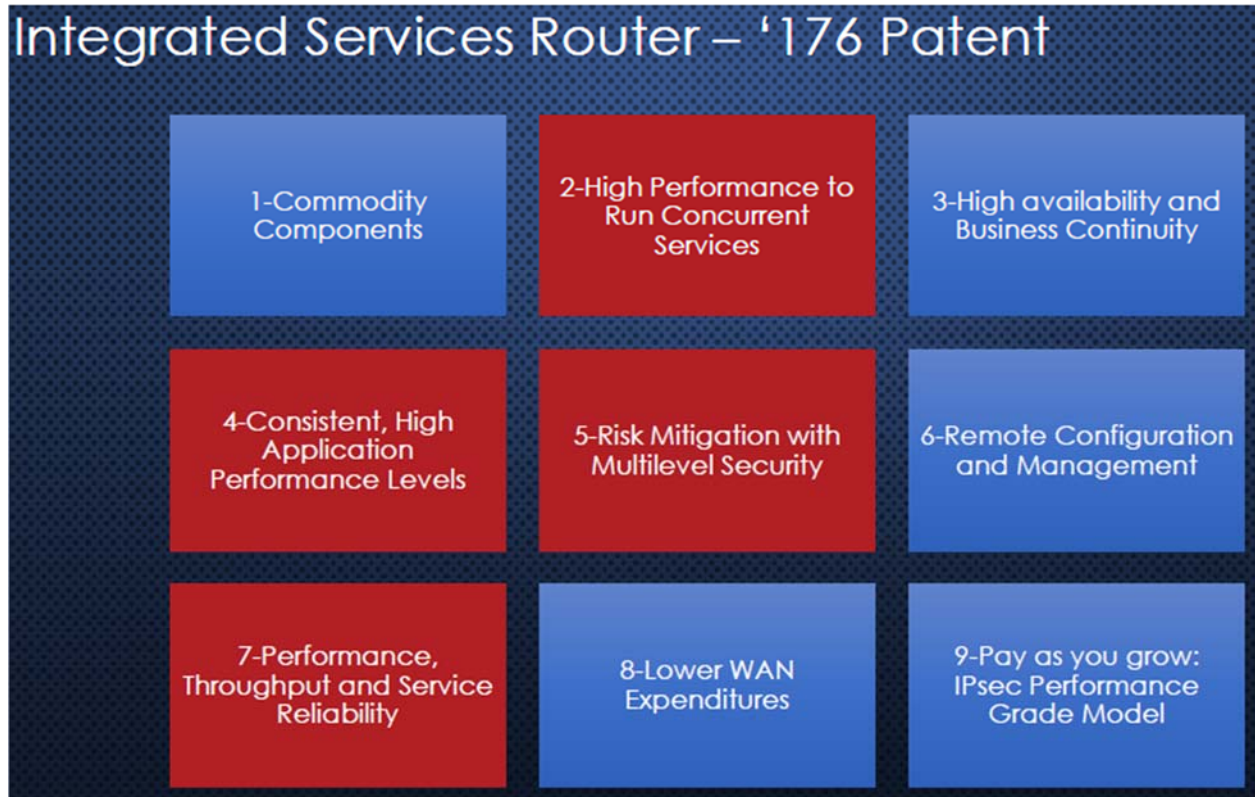 Integrated Services Router – ‘176 Patent
1-Commodity
Components
2-High Performance to
Run Concurrent
Services
3-High availability and
Business Continuity
4-Consistent, High
Application
Performance Levels
5-Risk Mitigation with
Multilevel Security
6-Remote Configuration
and Management
7-Performance,
Throughput and Service
Reliability
8-Lower WAN
Expenditures
9-Pay as you grow:
IPsec Performance
Grade Model